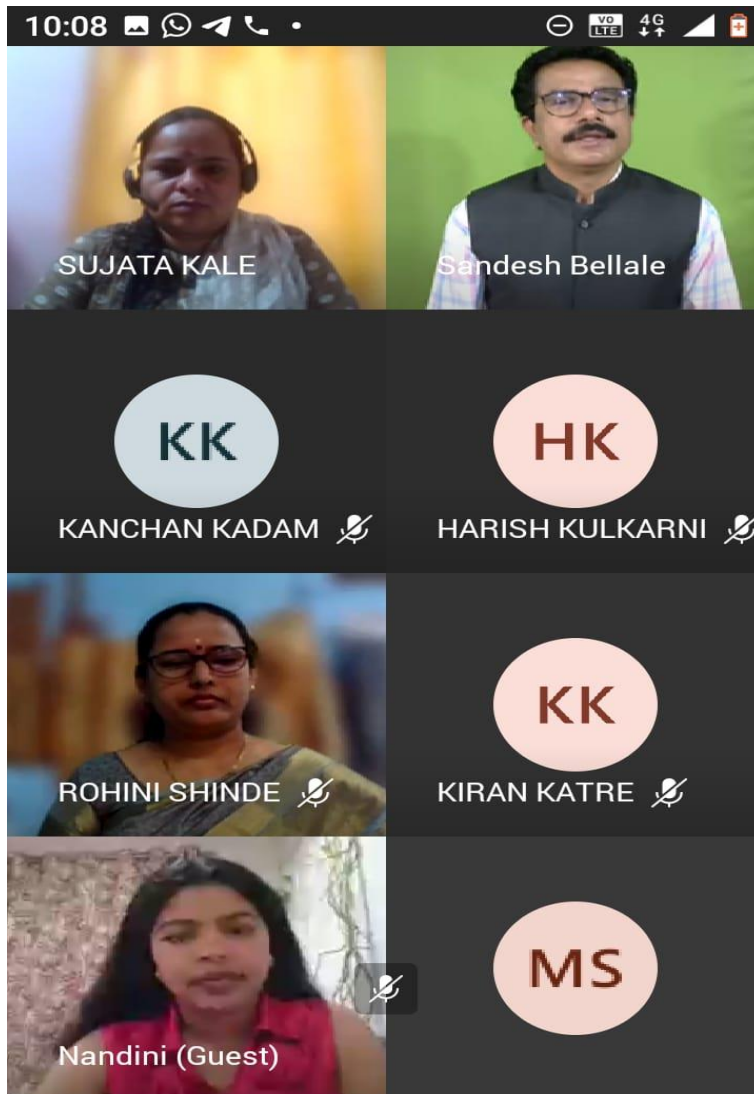 10:08 VO LTE 4G
SUJATA KALE
Sandesh Bellale
KK
HK
KANCHAN KADAM
HARISH KULKARNI
KK
ROHINI SHINDE
KIRAN KATRE
MS
Nandini (Guest)